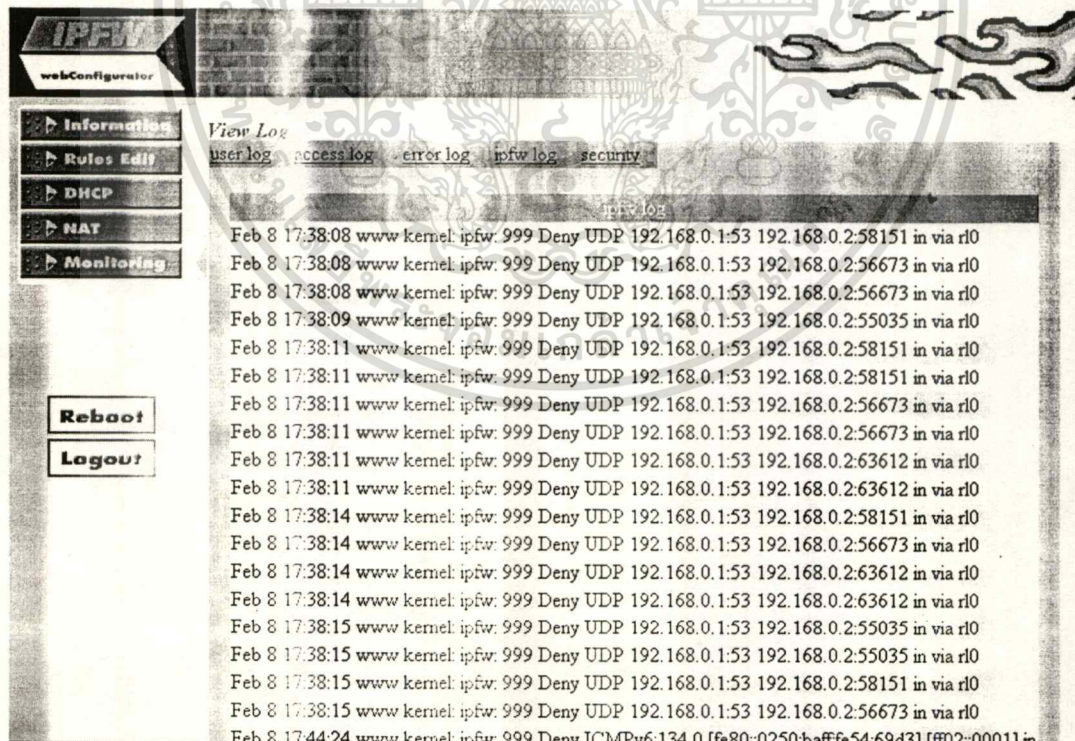 IPFW
webConfigurator
Information
Rules Edit
DHCP
NAT
Monitoring
Reboot
Logout
View Log
user log access log error log ipfw log security
ipfw log
Feb 8 17:38:08 www kernel: ipfw: 999 Deny UDP 192.168.0.1:53 192.168.0.2:58151 in via rl0
Feb 8 17:38:08 www kernel: ipfw: 999 Deny UDP 192.168.0.1:53 192.168.0.2:56673 in via rl0
Feb 8 17:38:08 www kernel: ipfw: 999 Deny UDP 192.168.0.1:53 192.168.0.2:56673 in via rl0
Feb 8 17:38:09 www kernel: ipfw: 999 Deny UDP 192.168.0.1:53 192.168.0.2:55035 in via rl0
Feb 8 17:38:11 www kernel: ipfw: 999 Deny UDP 192.168.0.1:53 192.168.0.2:58151 in via rl0
Feb 8 17:38:11 www kernel: ipfw: 999 Deny UDP 192.168.0.1:53 192.168.0.2:58151 in via rl0
Feb 8 17:38:11 www kernel: ipfw: 999 Deny UDP 192.168.0.1:53 192.168.0.2:56673 in via rl0
Feb 8 17:38:11 www kernel: ipfw: 999 Deny UDP 192.168.0.1:53 192.168.0.2:56673 in via rl0
Feb 8 17:38:11 www kernel: ipfw: 999 Deny UDP 192.168.0.1:53 192.168.0.2:63612 in via rl0
Feb 8 17:38:11 www kernel: ipfw: 999 Deny UDP 192.168.0.1:53 192.168.0.2:63612 in via rl0
Feb 8 17:38:14 www kernel: ipfw: 999 Deny UDP 192.168.0.1:53 192.168.0.2:58151 in via rl0
Feb 8 17:38:14 www kernel: ipfw: 999 Deny UDP 192.168.0.1:53 192.168.0.2:56673 in via rl0
Feb 8 17:38:14 www kernel: ipfw: 999 Deny UDP 192.168.0.1:53 192.168.0.2:63612 in via rl0
Feb 8 17:38:14 www kernel: ipfw: 999 Deny UDP 192.168.0.1:53 192.168.0.2:63612 in via rl0
Feb 8 17:38:15 www kernel: ipfw: 999 Deny UDP 192.168.0.1:53 192.168.0.2:55035 in via rl0
Feb 8 17:38:15 www kernel: ipfw: 999 Deny UDP 192.168.0.1:53 192.168.0.2:55035 in via rl0
Feb 8 17:38:15 www kernel: ipfw: 999 Deny UDP 192.168.0.1:53 192.168.0.2:58151 in via rl0
Feb 8 17:38:15 www kernel: ipfw: 999 Deny UDP 192.168.0.1:53 192.168.0.2:56673 in via rl0
Feb 8 17:44:24 www kernel: ipfw: 999 Deny ICMPv6:134.0 [fe80::0250:baff:fe54:6943] [ff02::0001] in